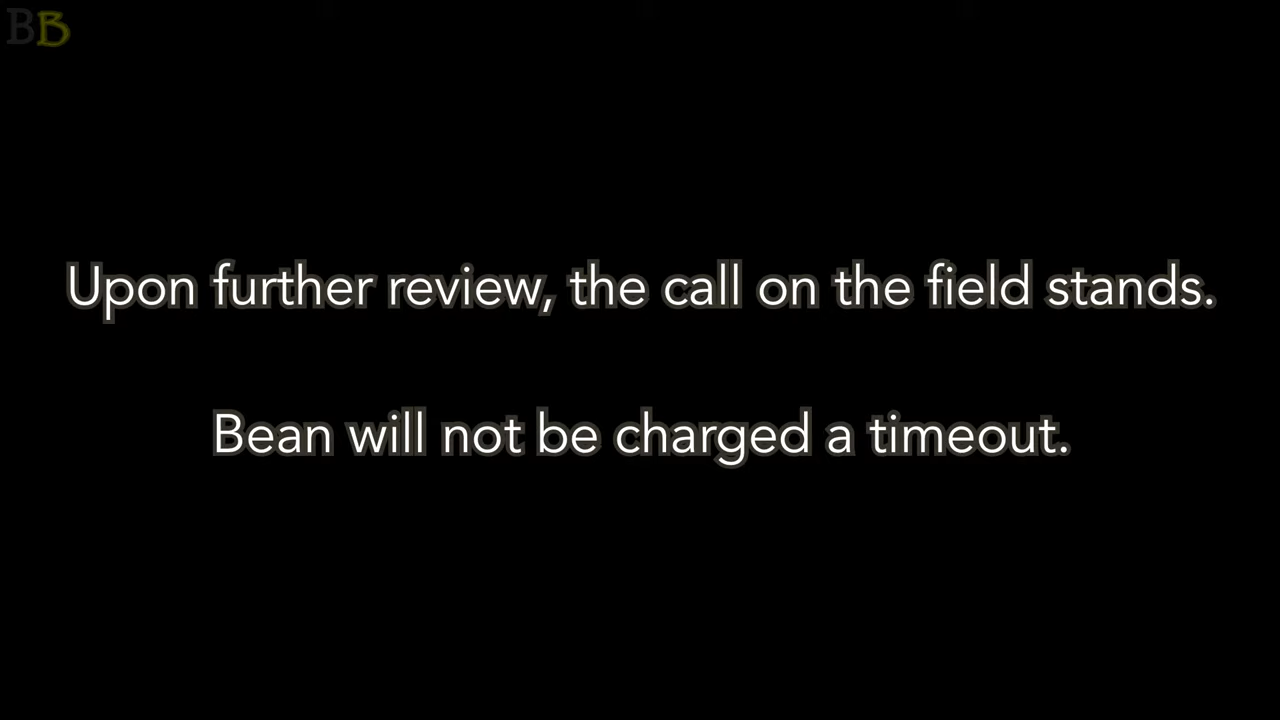 BB
Upon further review, the call on the field stands.
Bean will not be charged a timeout.